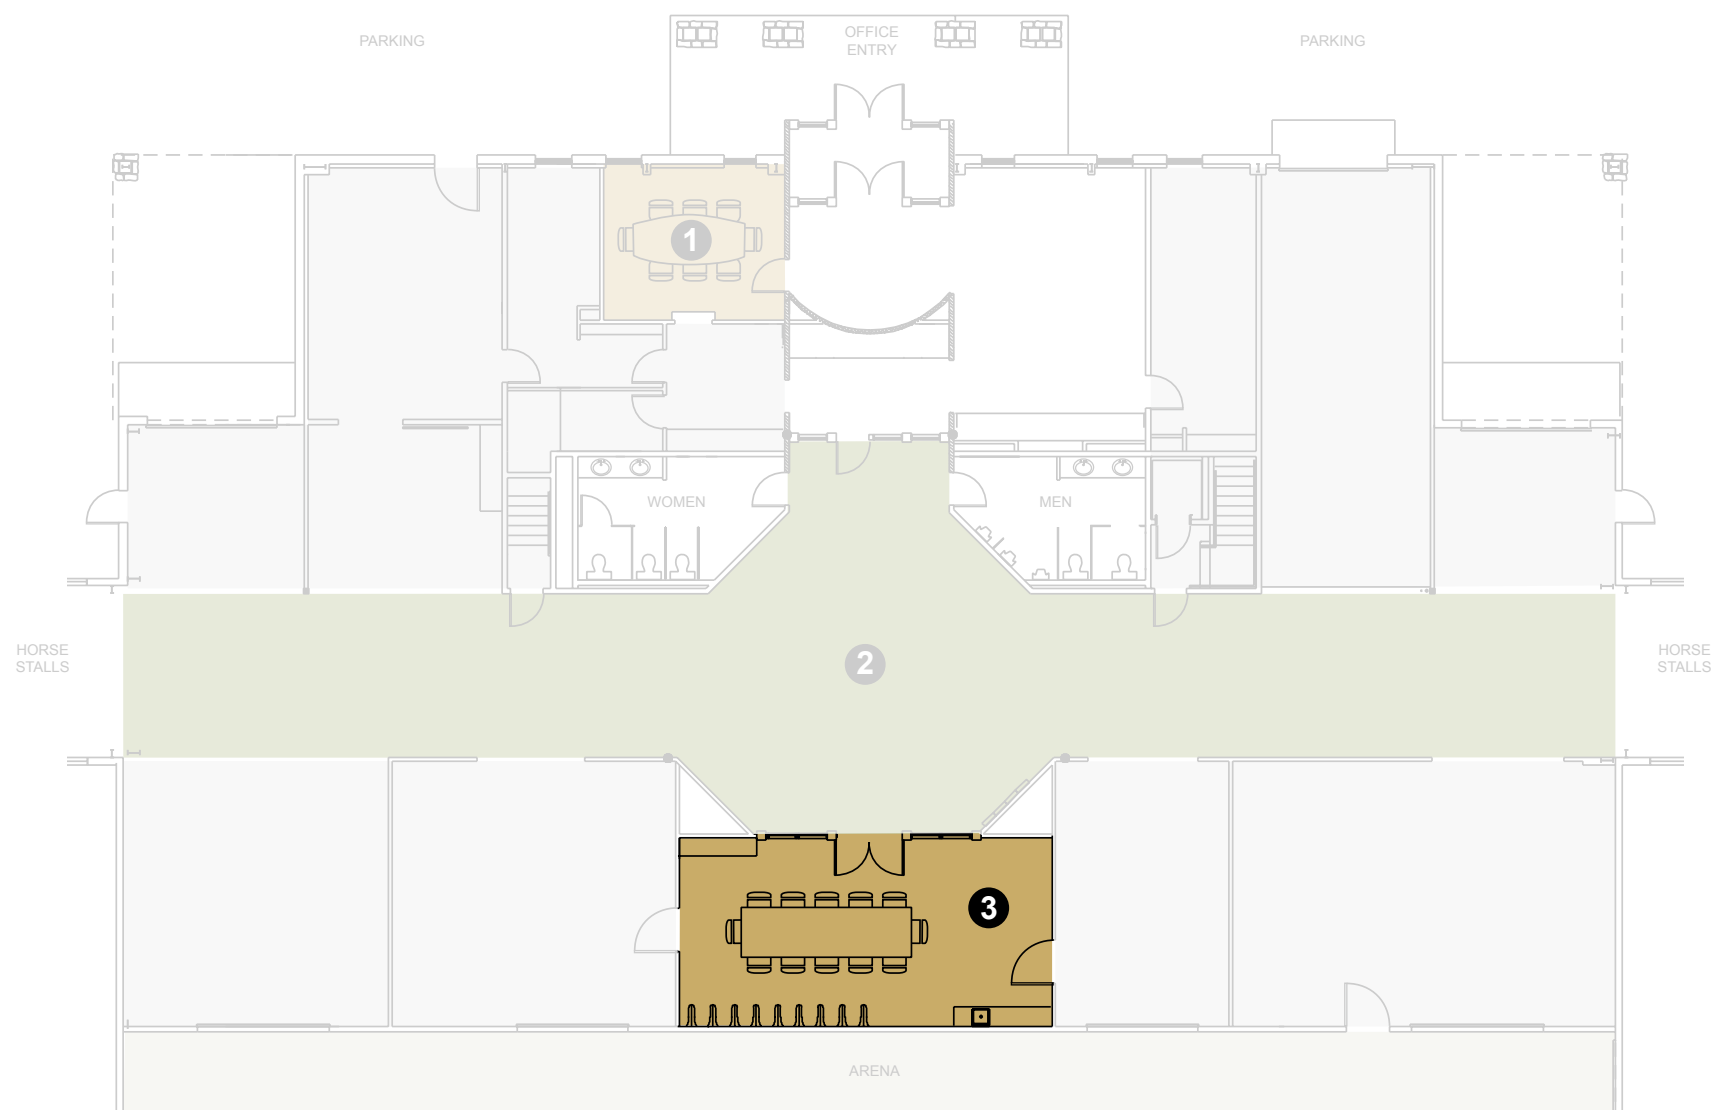 PARKING
OFFICE
ENTRY
PARKING
1
WOMEN
MEN
HORSE
STALLS
2
HORSE
STALLS
3
ARENA